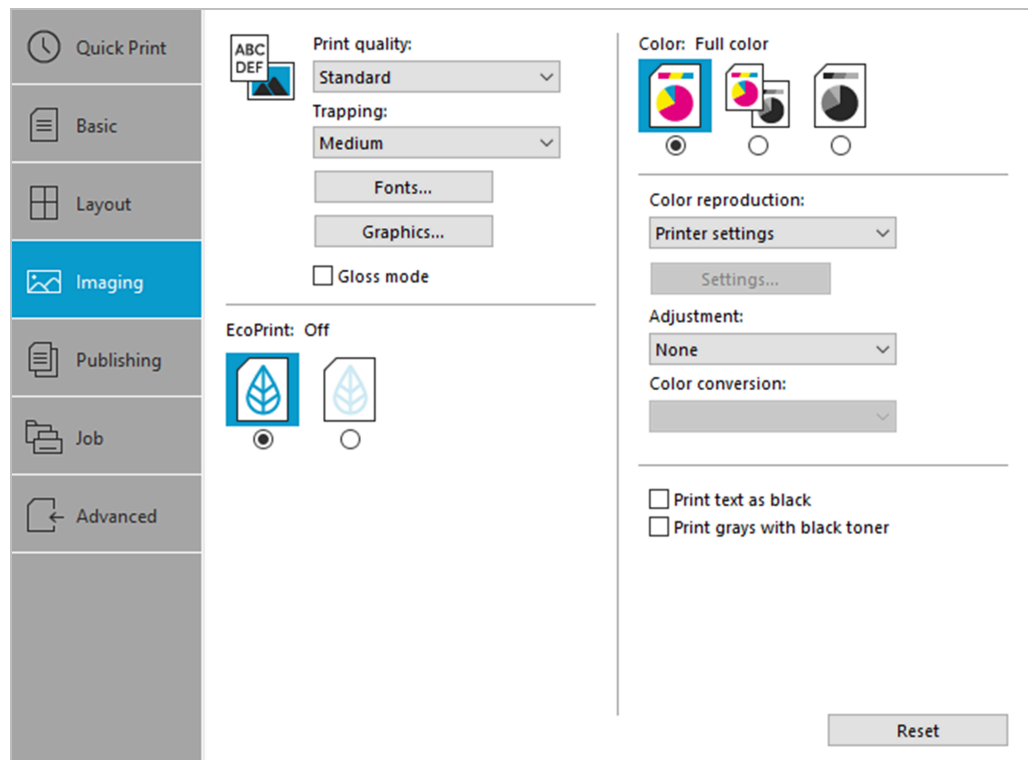 Quick Print
Basic
Layout
Imaging
Publishing
Job
Advanced
ABC
DEF
Print quality:
Standard
Trapping:
Medium
Fonts...
Graphics...
Gloss mode
EcoPrint: Off
Color: Full color
Color reproduction:
Printer settings
Settings...
Adjustment:
None
Color conversion:
Print text as black
Print grays with black toner
Reset